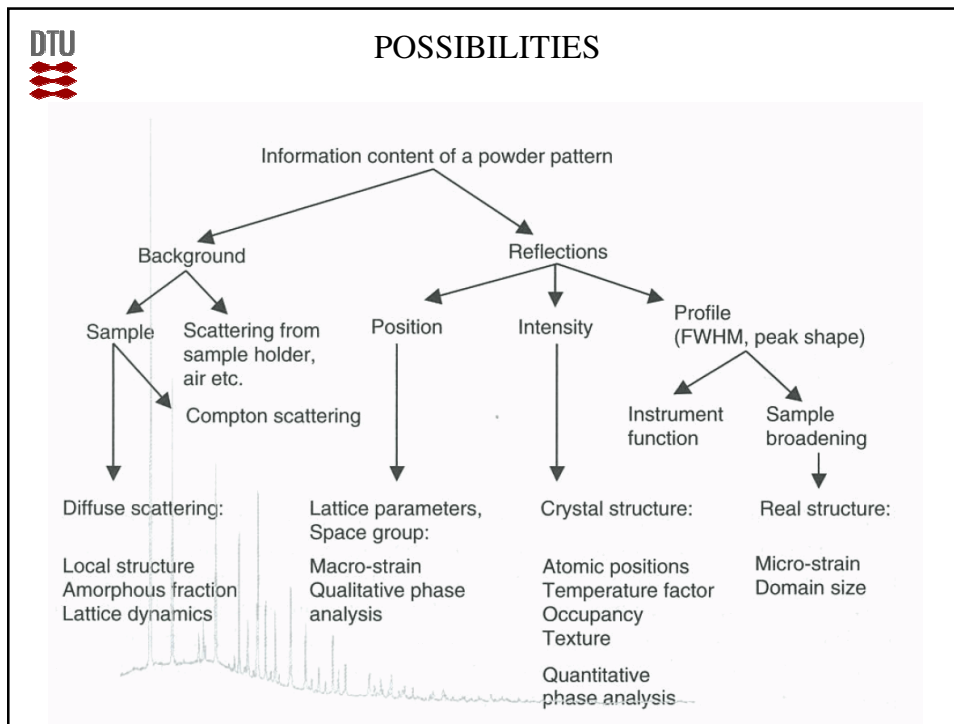 DTU
POSSIBILITIES
Information content of a powder pattern
Background
Reflections
Sample
Scattering from
sample holder,
air etc.
Compton scattering
Position
Intensity
Profile
(FWHM, peak shape)
Instrument
function
Sample
broadening
Diffuse scattering:
Local structure
Amorphous fraction
Lattice dynamics
Lattice parameters,
Space group:
Macro-strain
Qualitative phase
analysis
Crystal structure:
Atomic positions
Temperature factor
Occupancy
Texture
Quantitative
phase analysis
Real structure:
Micro-strain
Domain size